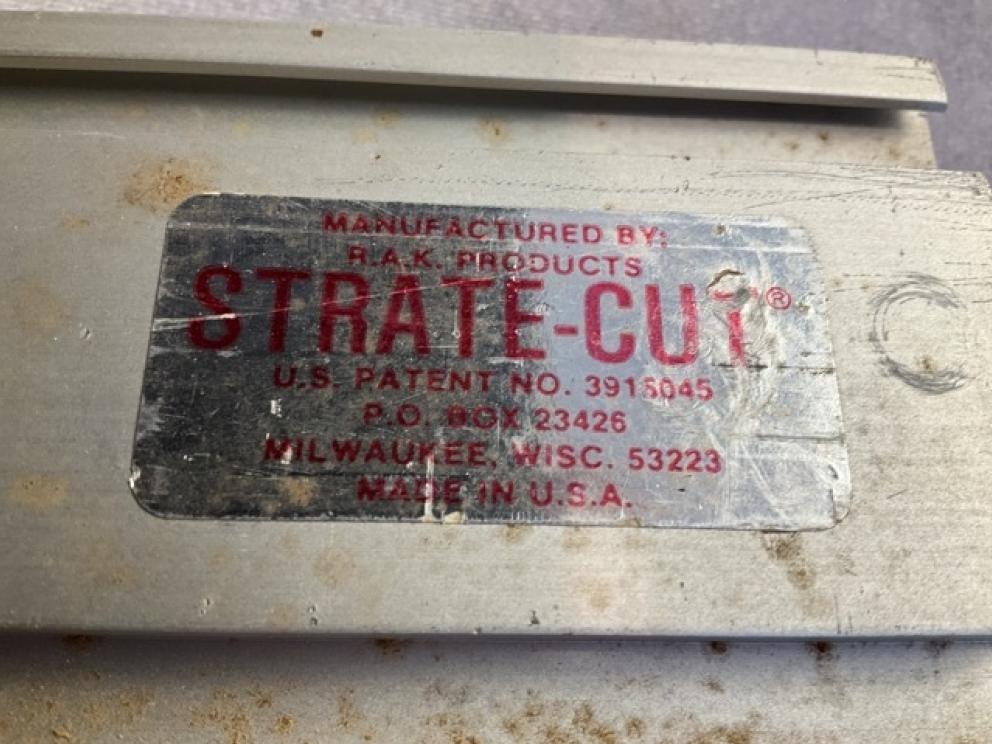 MANUFACTURED BY:
R.A.K. PRODUCTS
STRATE-CUT®
U.S. PATENT NO. 3915045
P.O. BOX 23426
MILWAUKEE, WISC. 53223
MADE IN U.S.A.
C